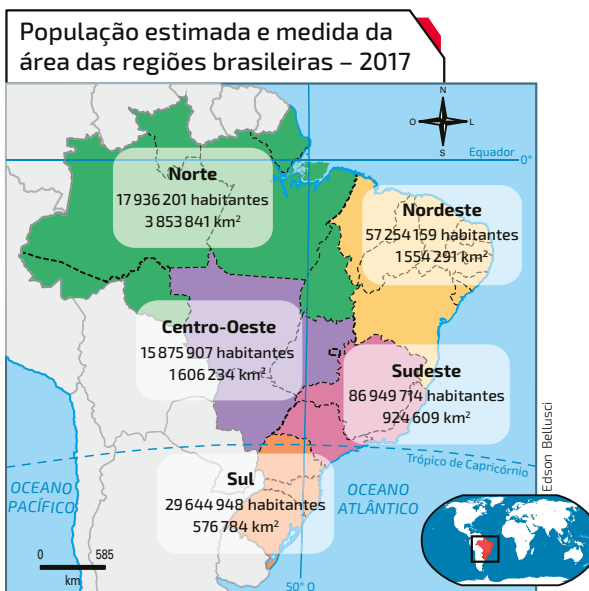 População estimada e medida da
área das regiões brasileiras – 2017
N
O
L
S
Equador
0°
Norte
17 936 201 habitantes
3 853 841 km²
Nordeste
57 254 159 habitantes
1 554 291 km²
Centro-Oeste
15 875 907 habitantes
1 606 234 km²
Sudeste
86 949 714 habitantes
924 609 km²
Edson Bellusci
Trópico de Capricórnio
Sul
29 644 948 habitantes
576 784 km²
OCEANO
PACÍFICO
OCEANO
ATLÂNTICO
0 585
km
50° O